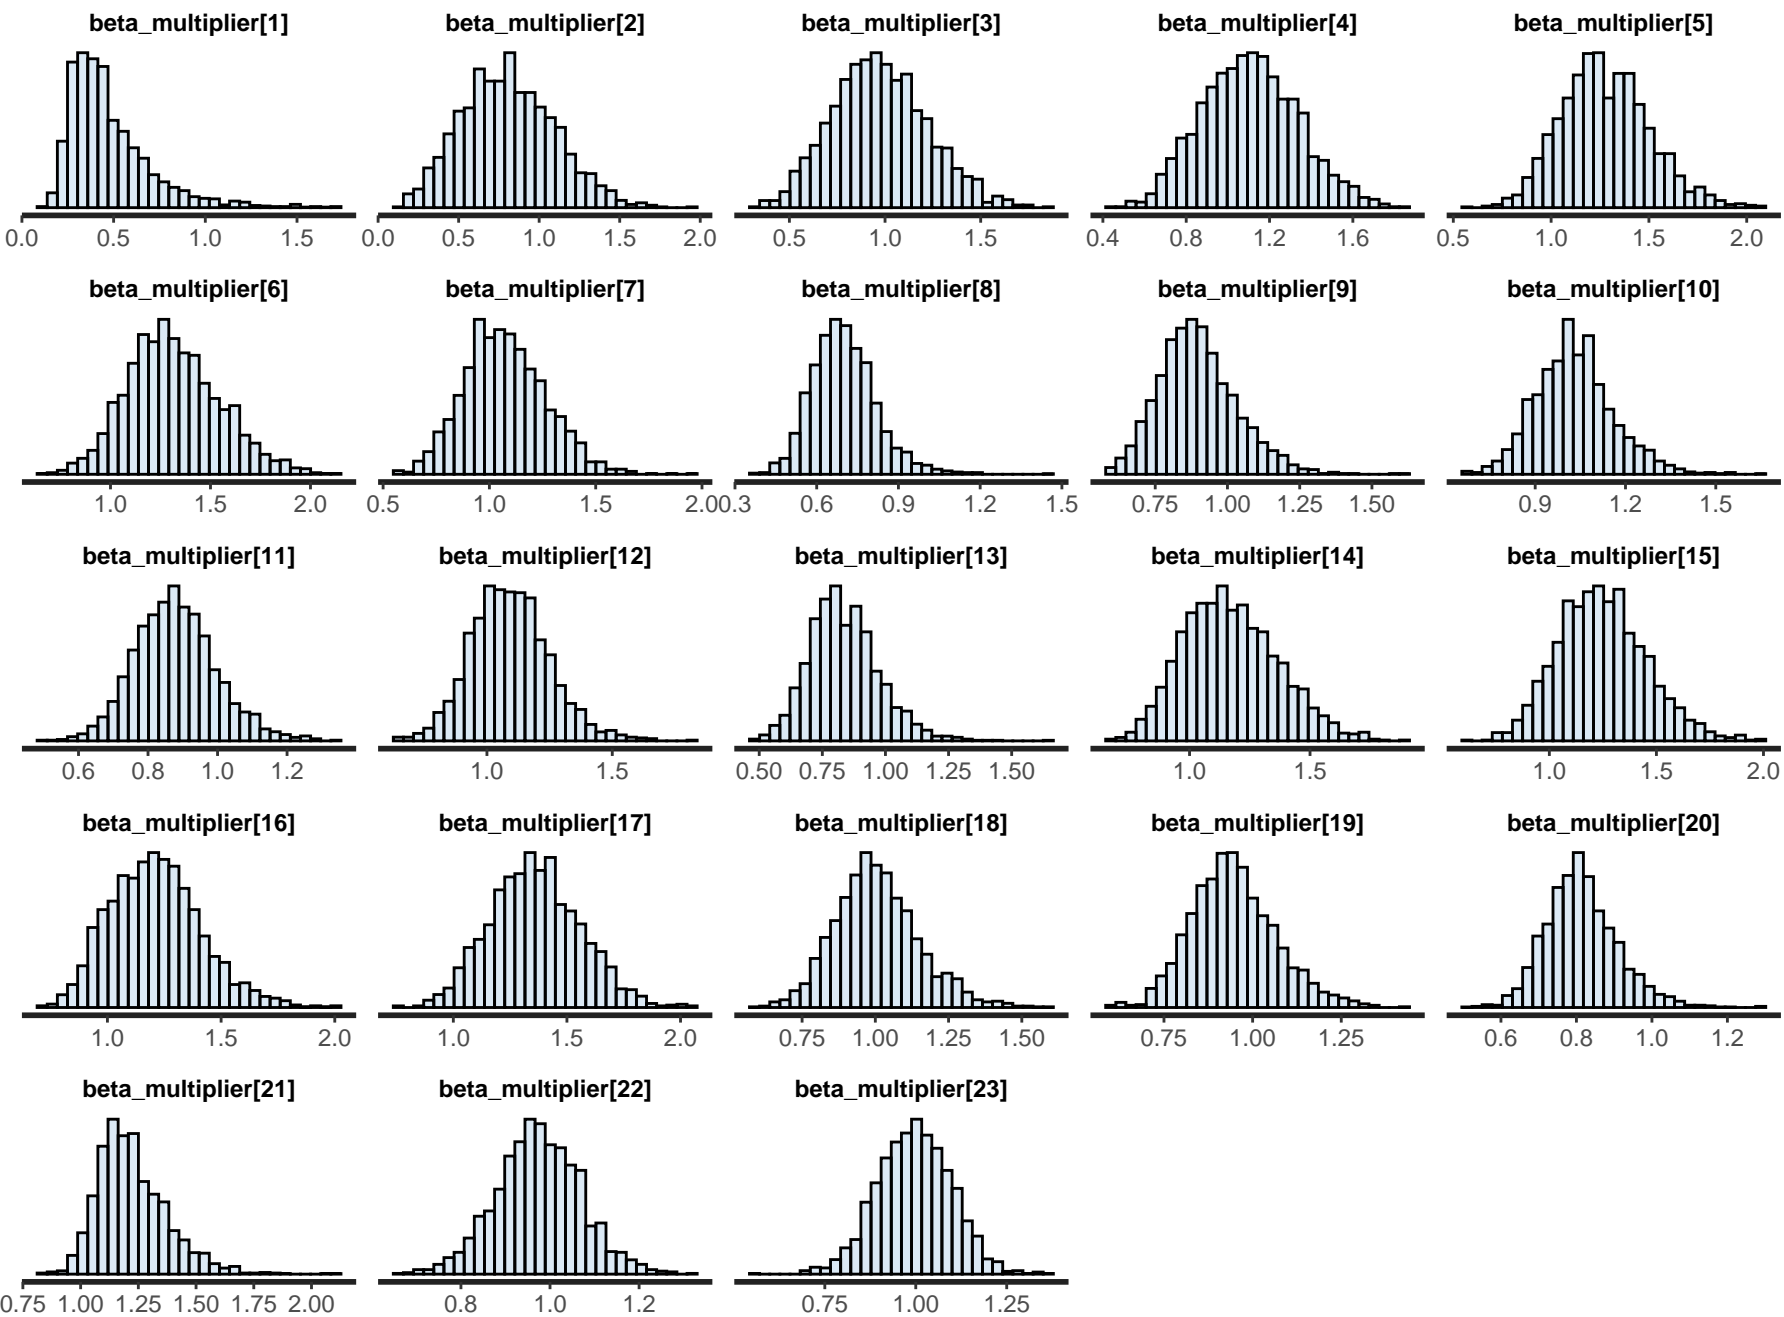 beta_multiplier[1] beta_multiplier[2] beta_multiplier[3] beta_multiplier[4] beta_multiplier[5]
0.0 0.5 1.0 1.5 0.0 0.5 1.0 1.5 2.0 0.5 1.0 1.5 0.4 0.8 1.2 1.6 0.5 1.0 1.5 2.0
beta_multiplier[6] beta_multiplier[7] beta_multiplier[8] beta_multiplier[9] beta_multiplier[10]
1.0 1.5 2.0 0.5 1.0 1.5 2.0 0.3 0.6 0.9 1.2 1.5 0.75 1.00 1.25 1.50 0.9 1.2 1.5
beta_multiplier[11] beta_multiplier[12] beta_multiplier[13] beta_multiplier[14] beta_multiplier[15]
0.6 0.8 1.0 1.2 1.0 1.5 0.50 0.75 1.00 1.25 1.50 1.0 1.5 1.0 1.5 2.0
beta_multiplier[16] beta_multiplier[17] beta_multiplier[18] beta_multiplier[19] beta_multiplier[20]
1.0 1.5 2.0 1.0 1.5 2.0 0.75 1.00 1.25 1.50 0.75 1.00 1.25 0.6 0.8 1.0 1.2
beta_multiplier[21] beta_multiplier[22] beta_multiplier[23]
0.75 1.00 1.25 1.50 1.75 2.00 0.8 1.0 1.2 0.75 1.00 1.25